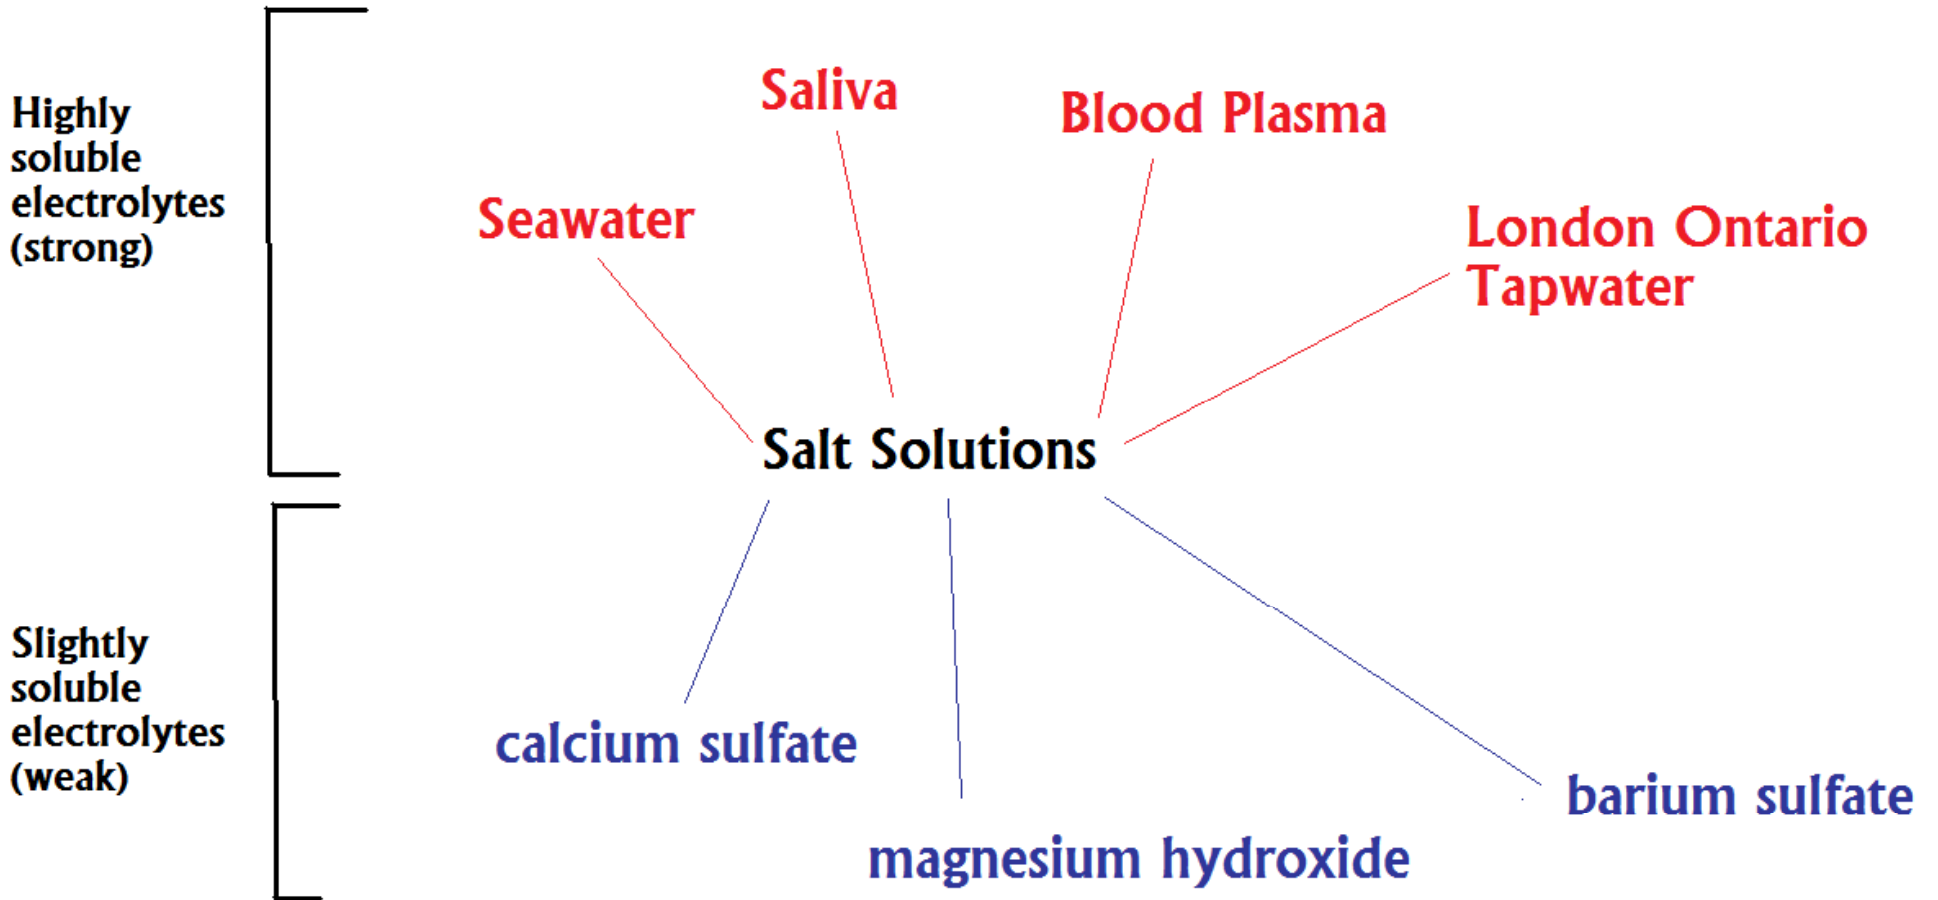 Highly
soluble
electrolytes
(strong)
Saliva
Blood Plasma
Seawater
London Ontario
Tapwater
Salt Solutions
Slightly
soluble
electrolytes
(weak)
calcium sulfate
magnesium hydroxide
barium sulfate